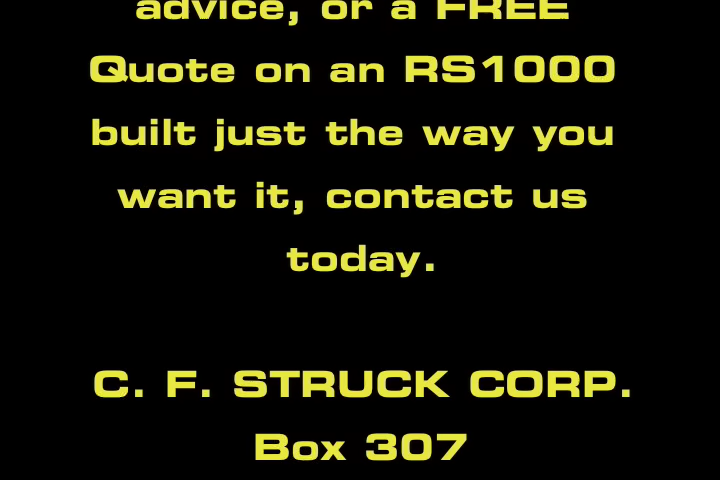 advice, or a FREE
Quote on an RS1000
built just the way you
want it, contact us
today.
C. F. STRUCK CORP.
Box 307